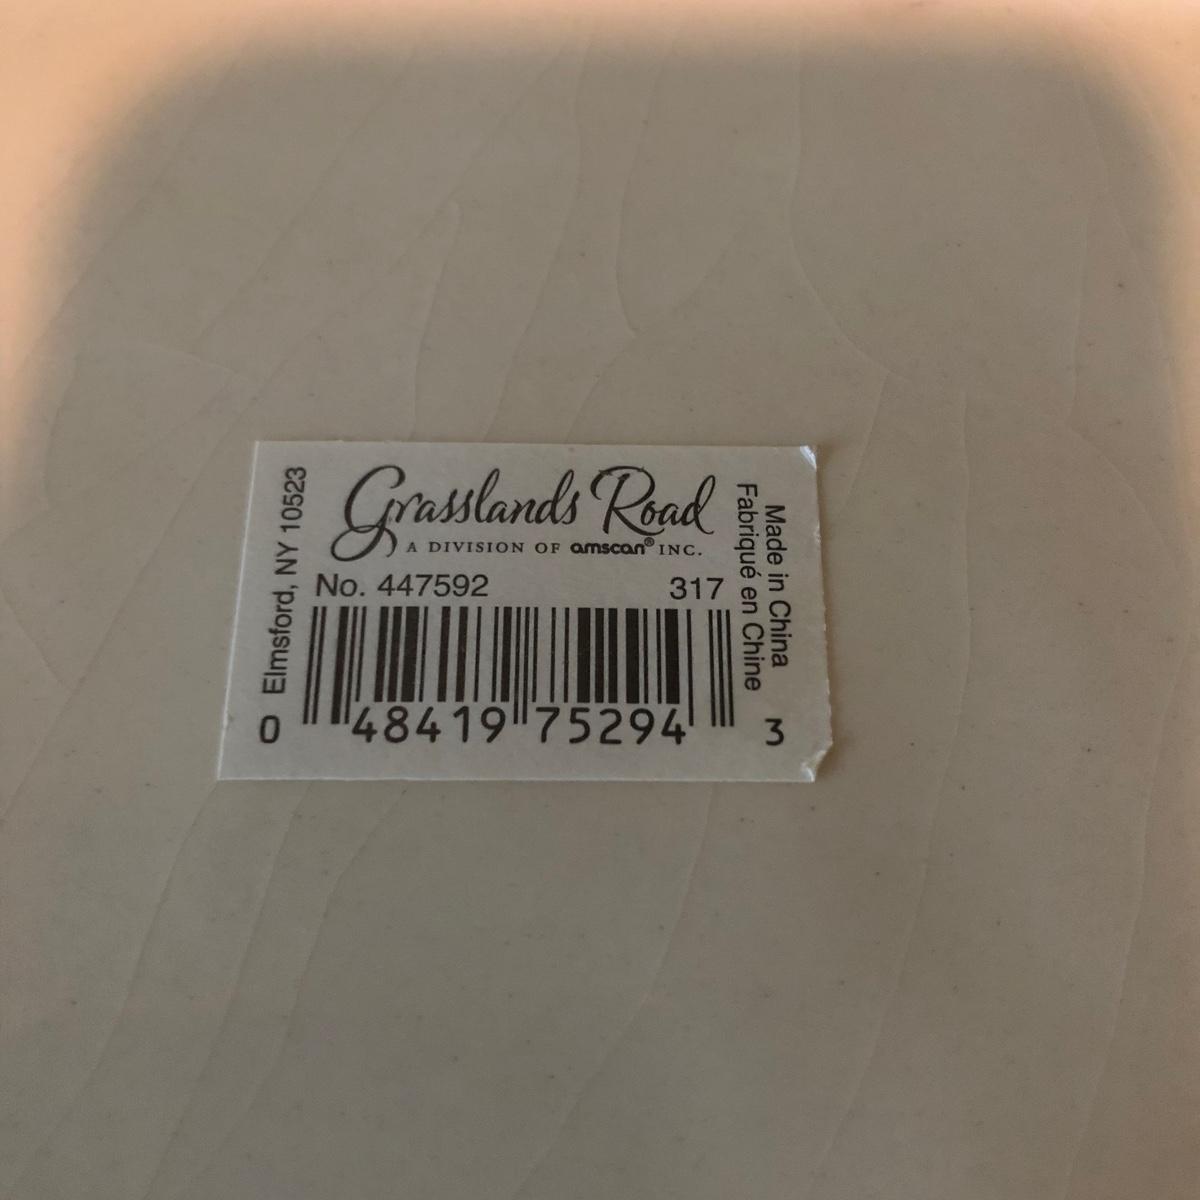 Grasslands Road
A DIVISION OF amscan® INC.
No. 447592 317
Elmsford, NY 10523
Made in China
Fabriqué en Chine
0 48419 75294 3